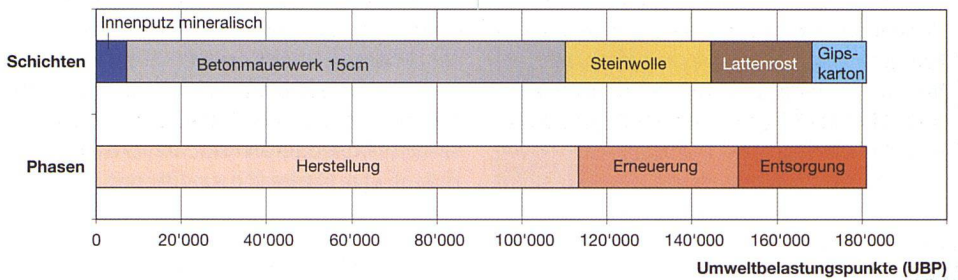 Innenputz mineralisch
Schichten
Betonmauerwerk 15cm
Steinwolle
Lattenrost
Gips-
karton
Phasen
Herstellung
Erneuerung
Entsorgung
0 20'000 40'000 60'000 80'000 100'000 120'000 140'000 160'000 180'000
Umweltbelastungspunkte (UBP)